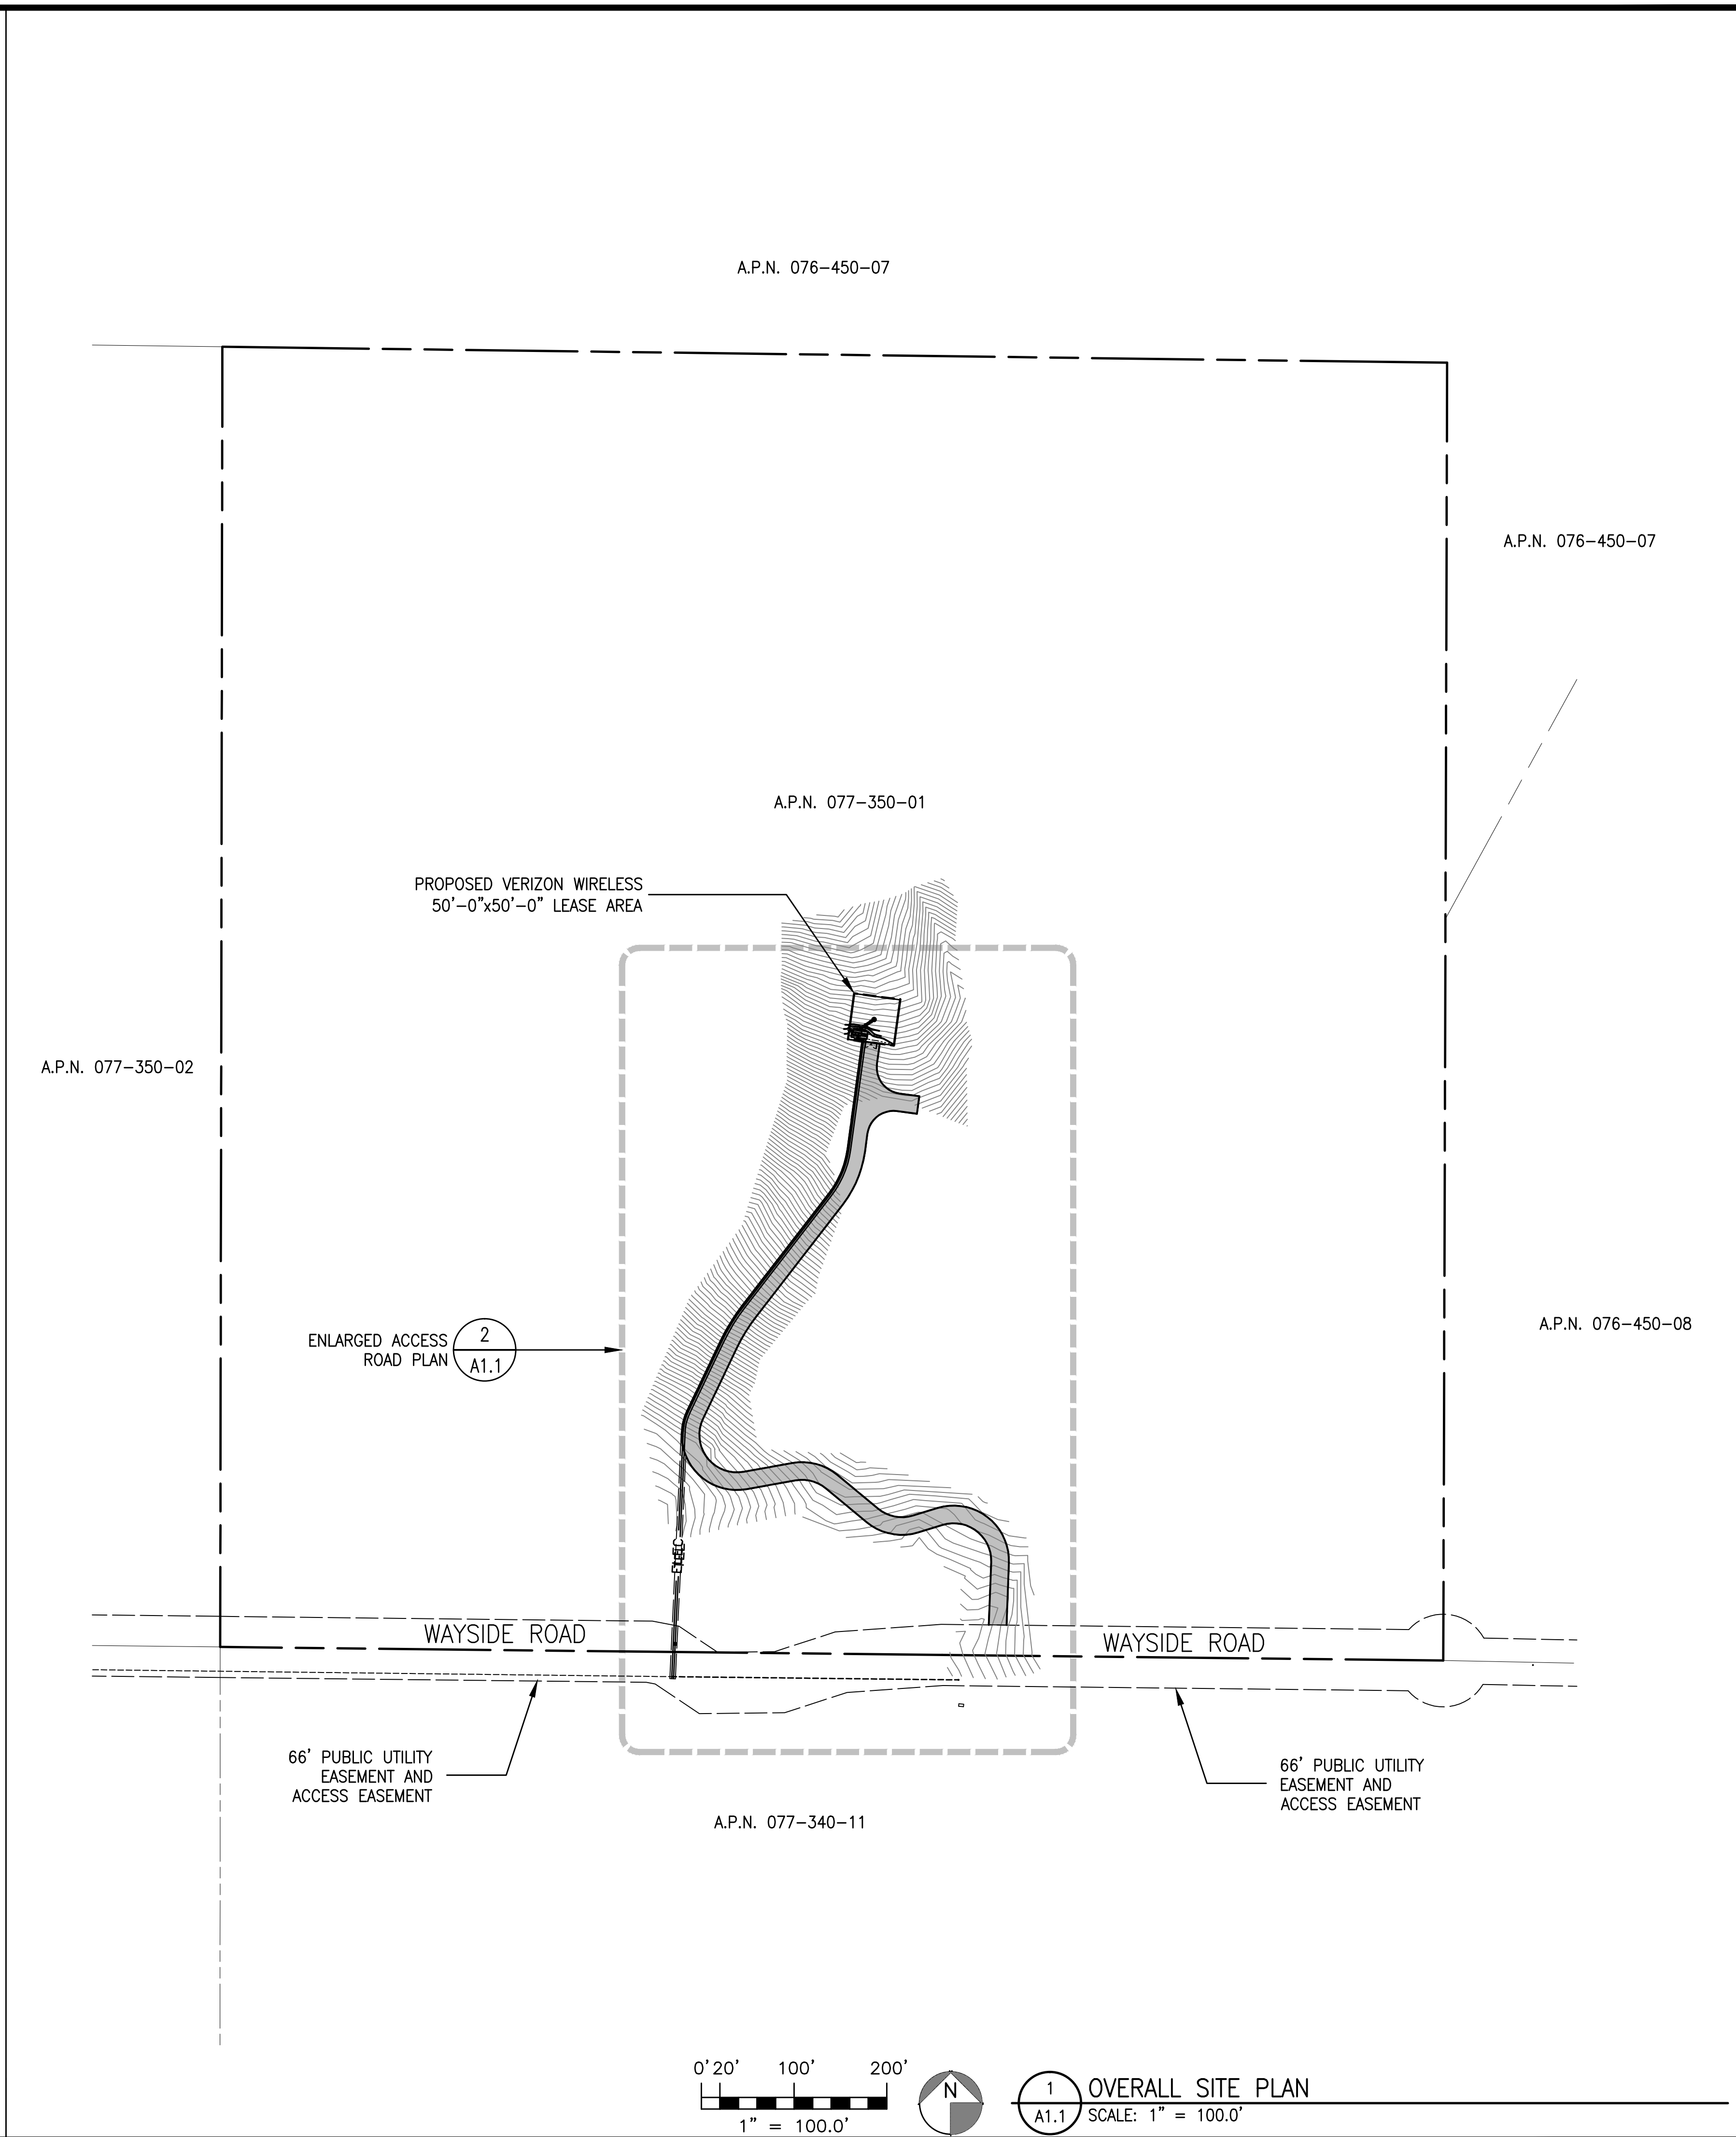 A.P.N. 076-450-07
A.P.N. 076-450-07
A.P.N. 077-350-01
PROPOSED VERIZON WIRELESS
50'-0"x50'-0" LEASE AREA
A.P.N. 077-350-02
ENLARGED ACCESS
ROAD PLAN
2
A1.1
A.P.N. 076-450-08
WAYSIDE ROAD
WAYSIDE ROAD
66' PUBLIC UTILITY
EASEMENT AND
ACCESS EASEMENT
66' PUBLIC UTILITY
EASEMENT AND
ACCESS EASEMENT
A.P.N. 077-340-11
0' 20' 100' 200'
1" = 100.0'
N
1
A1.1
OVERALL SITE PLAN
SCALE: 1" = 100.0'